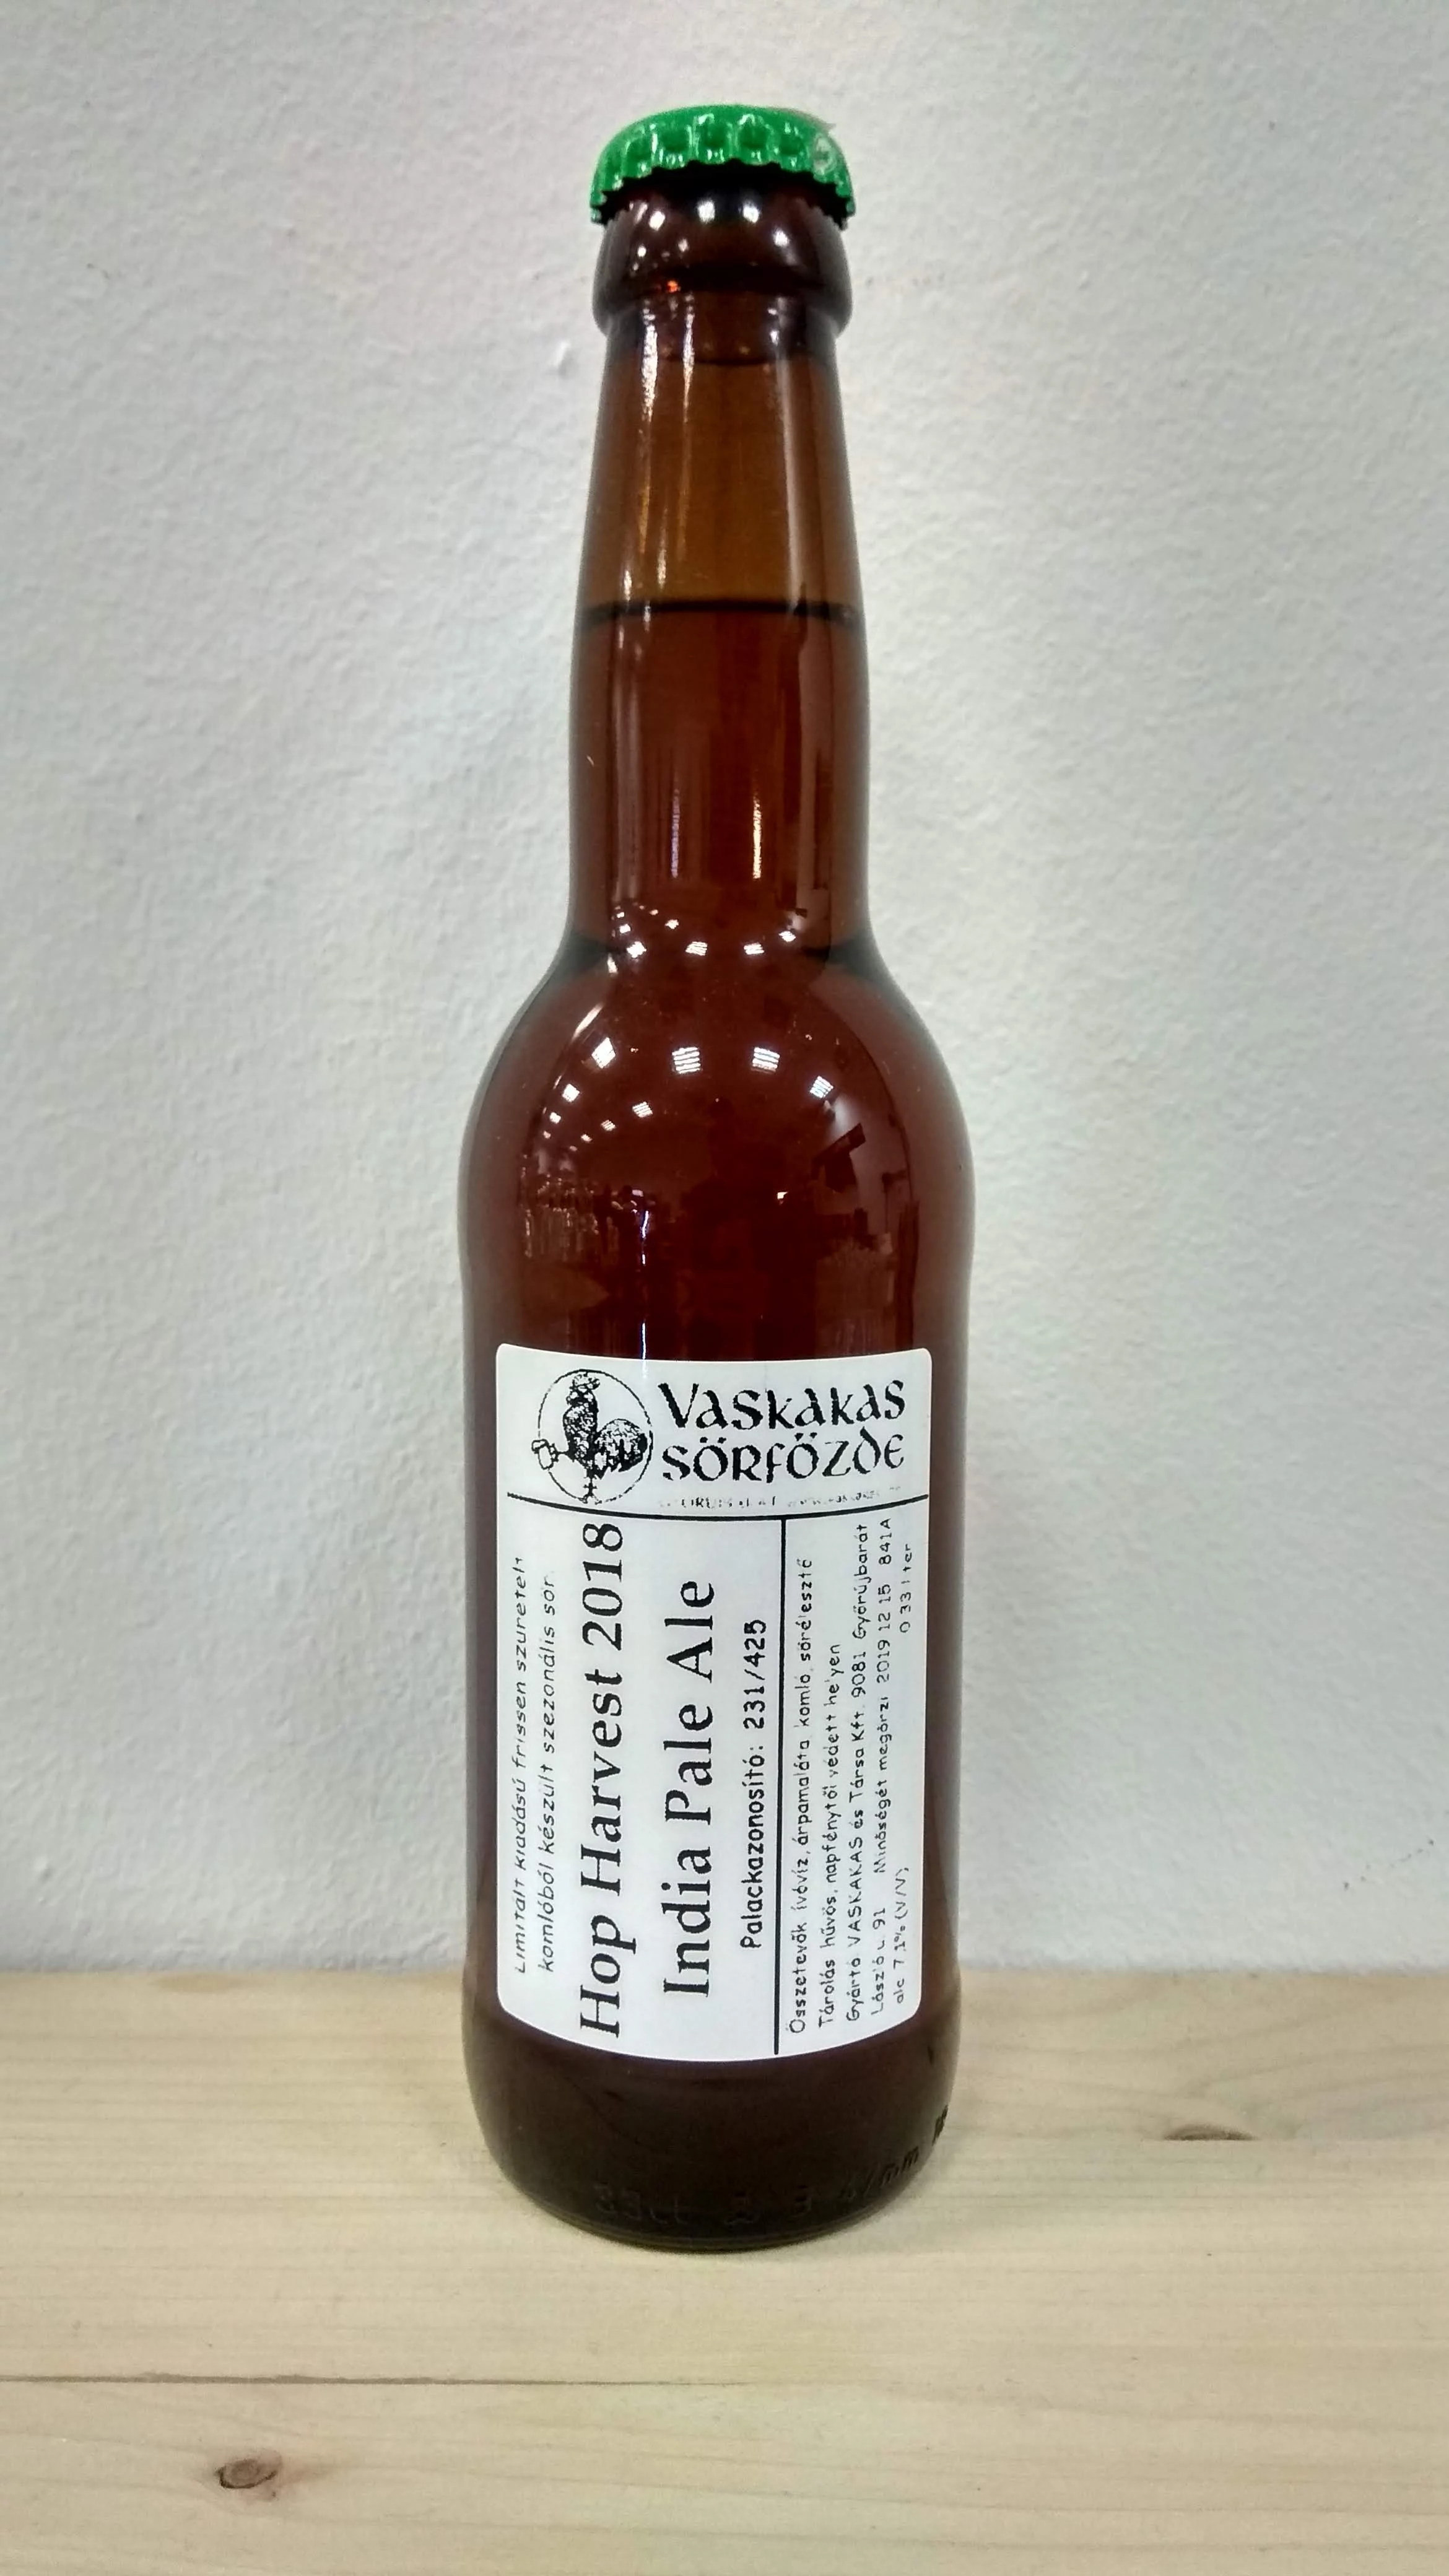 VASKAKAS
SÖRFŐZDE
Limitált kiadású frissen szüretelt
komlóból készült szezonális sör
Hop Harvest 2018
India Pale Ale
Palackazonosító: 231/425
Összetevők ivóvíz, árpamaláta komló, sörélesztő
Tárolás hűvös, napfénytől védett helyen
Gyártó VASKAKAS és Társa Kft. 9081 Győrújbarát
László u. 91 Minőségét megőrzi 2019 12 15 841A
alc 7.1% (V/V) 0 33 liter
33cl